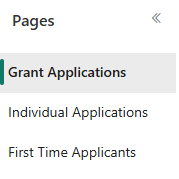 Pages
Grant Applications
Individual Applications
First Time Applicants